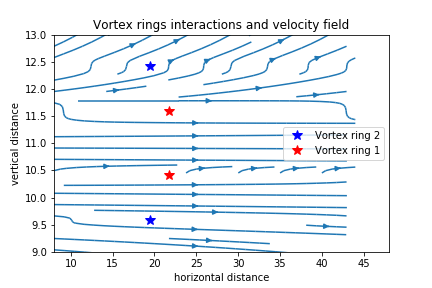 Vortex rings interactions and velocity field
vertical distance
13.0
12.5
12.0
11.5
11.0
10.5
10.0
9.5
9.0
Vortex ring 2
Vortex ring 1
10 15 20 25 30 35 40 45
horizontal distance